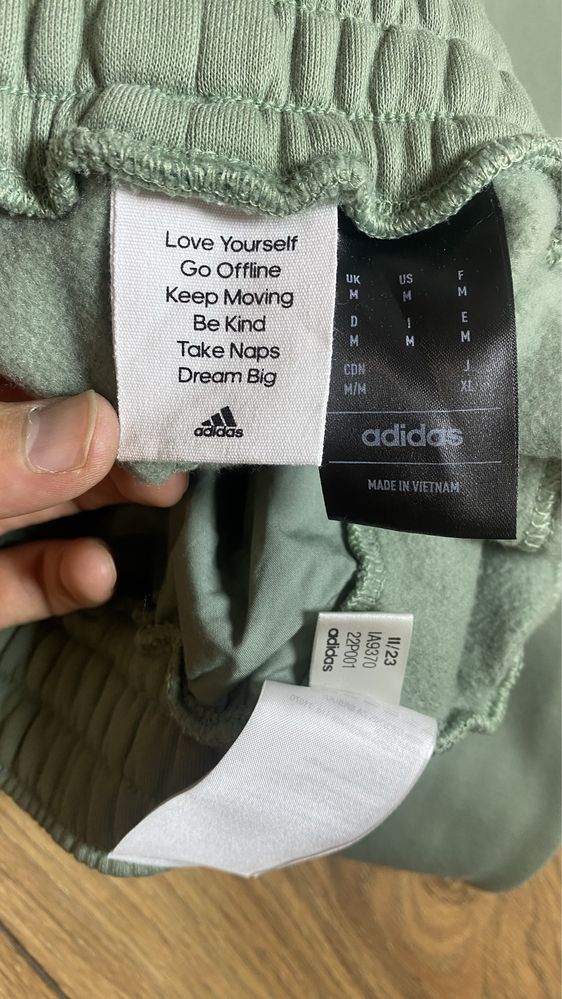 Love Yourself
Go Offline
Keep Moving
Be Kind
Take Naps
Dream Big
adidas
UK US F
M M M
D I E
M M M
CDN J
M/M XL
adidas
MADE IN VIETNAM
11/23
IA9370
22P001
adidas